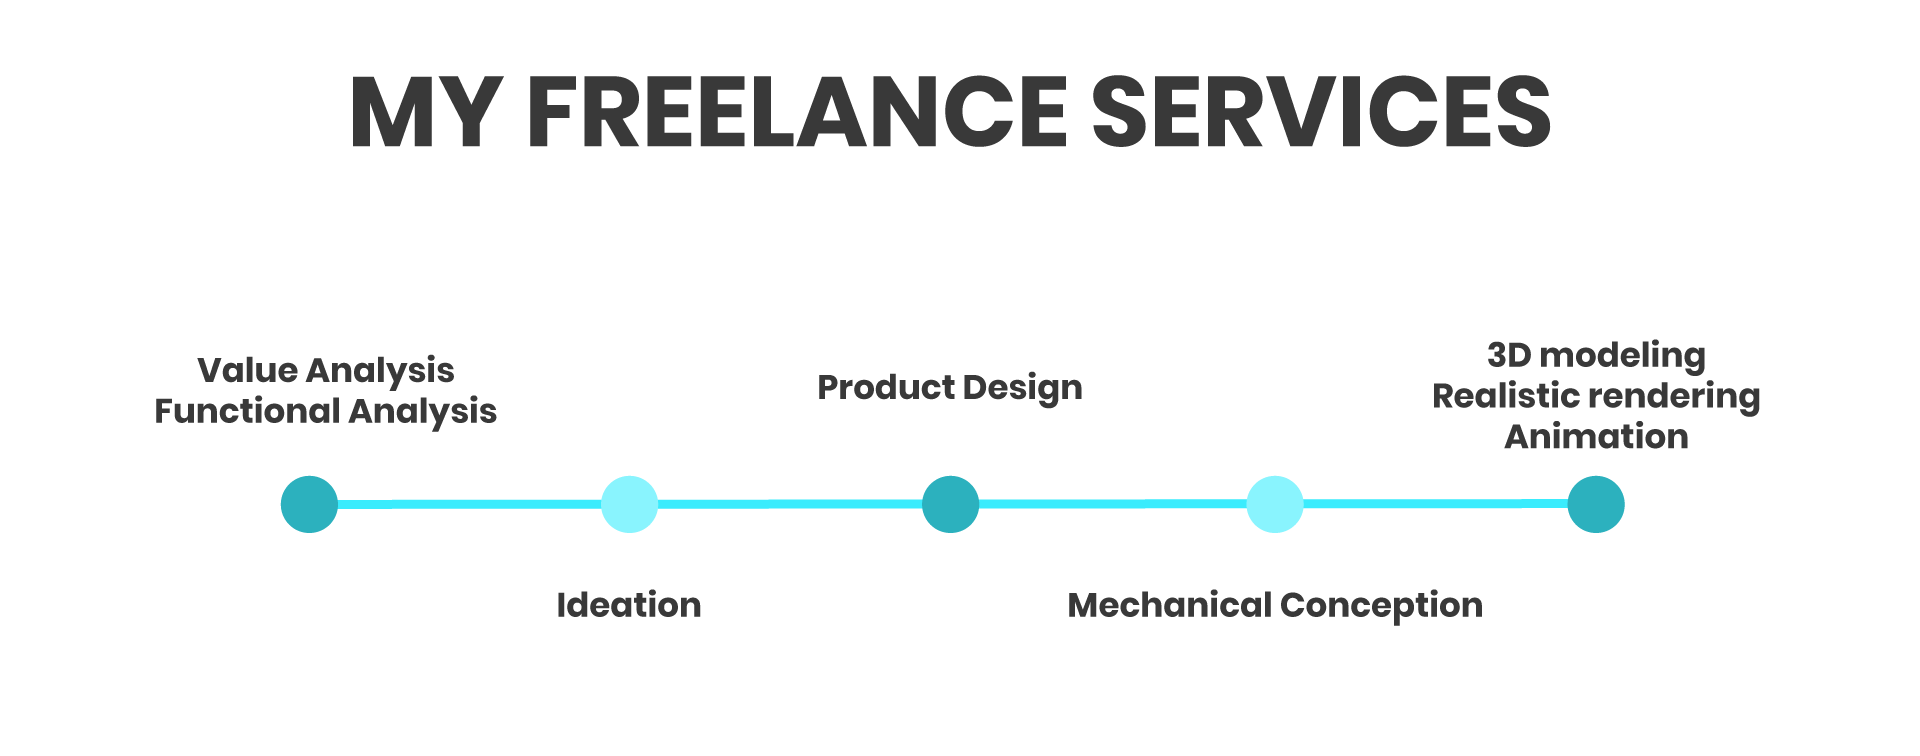 MY FREELANCE SERVICES
Value Analysis
Functional Analysis
Ideation
Product Design
Mechanical Conception
3D modeling
Realistic rendering
Animation